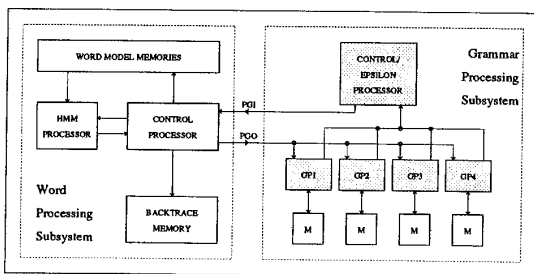 WORD MODEL MEMORIES
HMM
PROCESSOR
CONTROL
PROCESSOR
BACKTRACE
MEMORY
Word
Processing
Subsystem
PGI
PGO
CONTROL/
EPSILON
PROCESSOR
Grammar
Processing
Subsystem
GP1
GP2
GP3
GP4
M
M
M
M